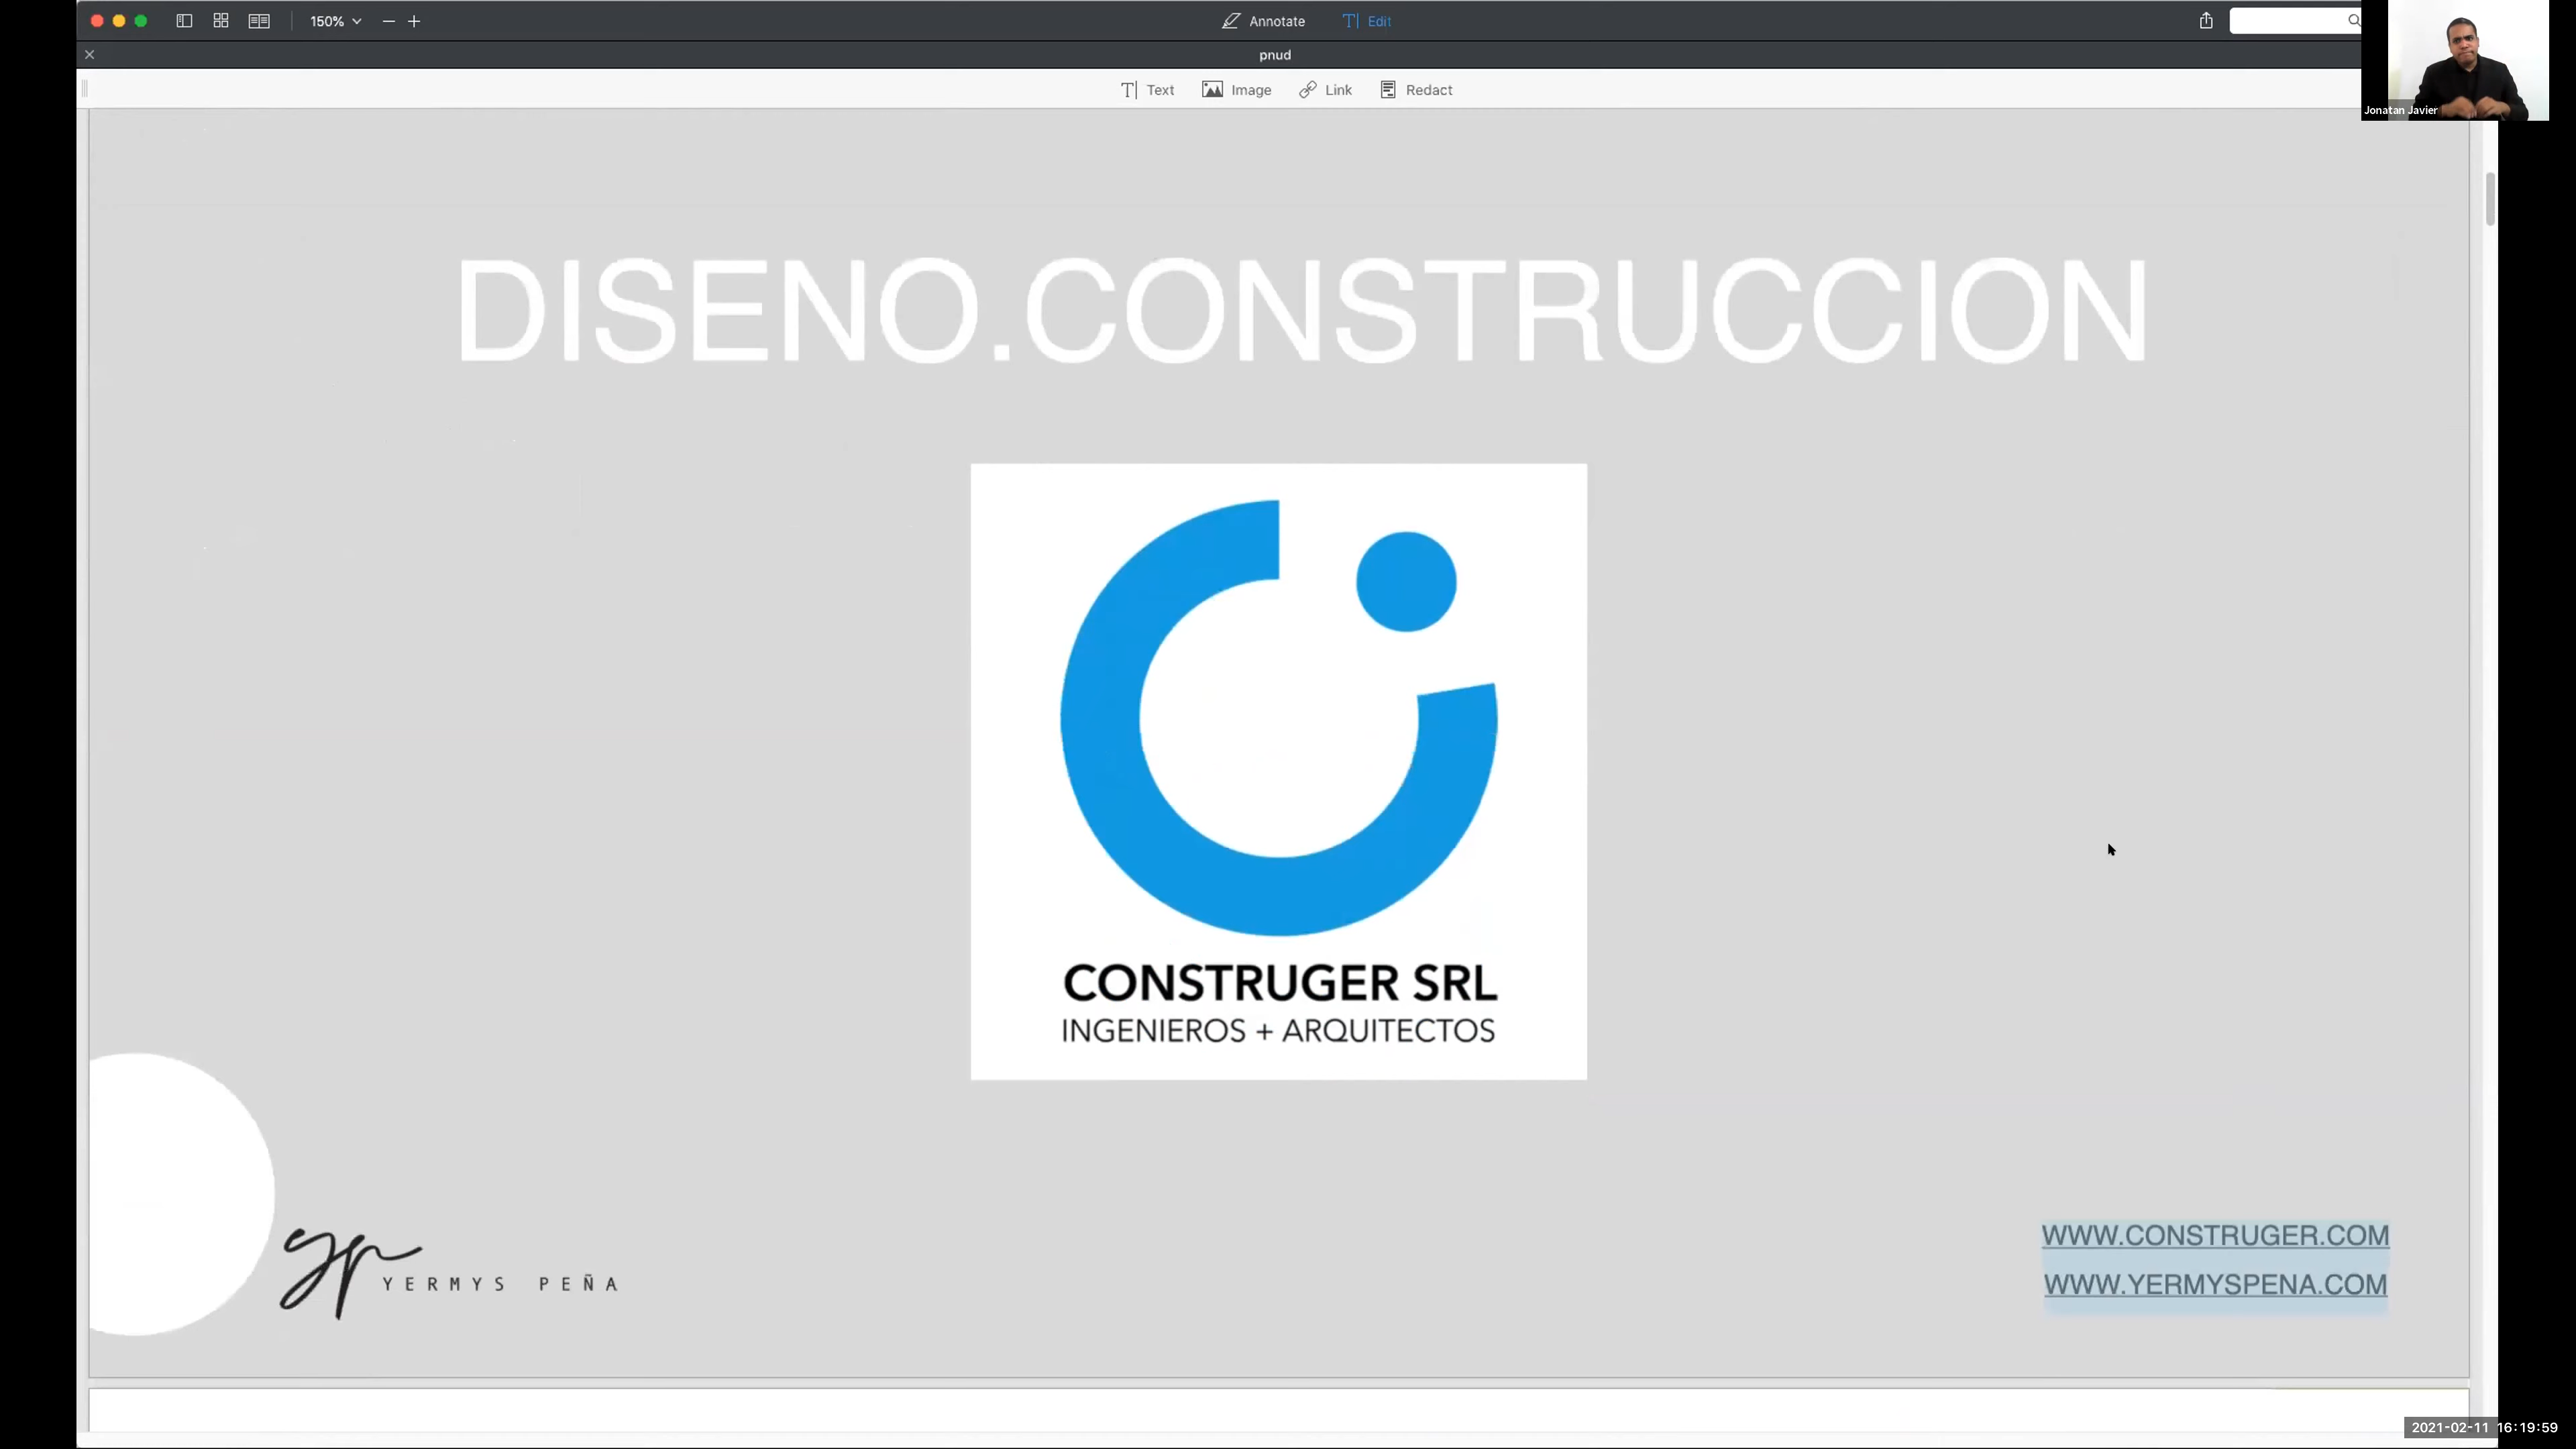 150%
Annotate
Edit
pnud
Text
Image
Link
Redact
Jonatan Javier
DISENO.CONSTRUCCION
CONSTRUGER SRL
INGENIEROS + ARQUITECTOS
yp
YERMYS PEÑA
WWW.CONSTRUGER.COM
WWW.YERMYSPENA.COM
2021-02-11 16:19:59